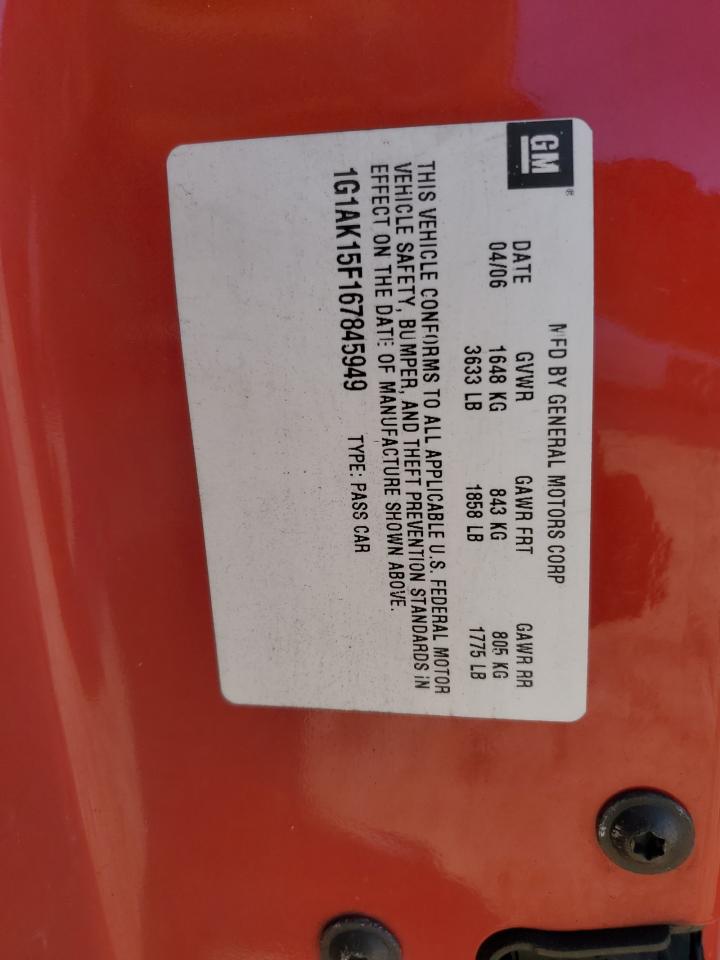 GM®
MFD BY GENERAL MOTORS CORP
DATE GVWR GAWR FRT GAWR RR
04/06 1648 KG 843 KG 805 KG
3633 LB 1858 LB 1775 LB
THIS VEHICLE CONFORMS TO ALL APPLICABLE U.S. FEDERAL MOTOR
VEHICLE SAFETY, BUMPER, AND THEFT PREVENTION STANDARDS IN
EFFECT ON THE DATE OF MANUFACTURE SHOWN ABOVE.
1G1AK15F167845949 TYPE: PASS CAR